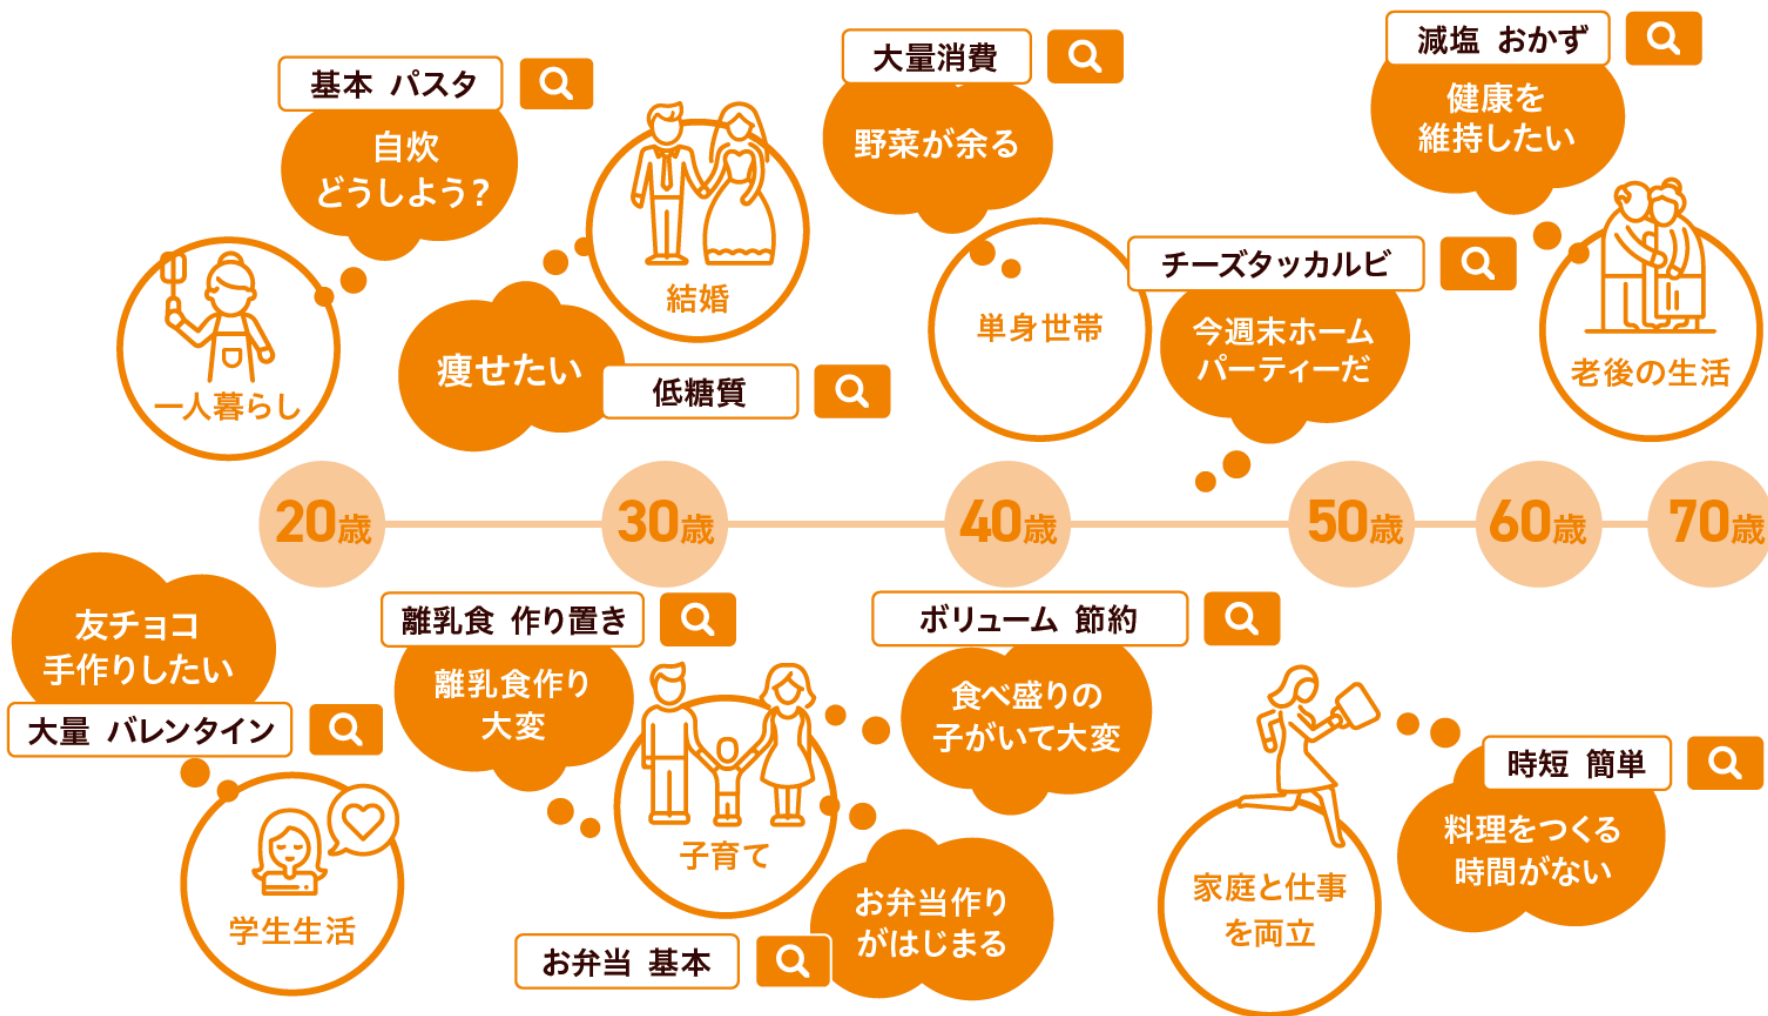 基本 パスタ
自炊
どうしよう？
一人暮らし
結婚
痩せたい
低糖質
大量消費
野菜が余る
単身世帯
チーズタッカルビ
今週末ホーム
パーティーだ
減塩 おかず
健康を
維持したい
老後の生活
20歳
30歳
40歳
50歳
60歳
70歳
友チョコ
手作りしたい
大量 バレンタイン
学生生活
離乳食 作り置き
離乳食作り
大変
子育て
ボリューム 節約
食べ盛りの
子がいて大変
お弁当作り
がはじまる
お弁当 基本
家庭と仕事
を両立
時短 簡単
料理をつくる
時間がない